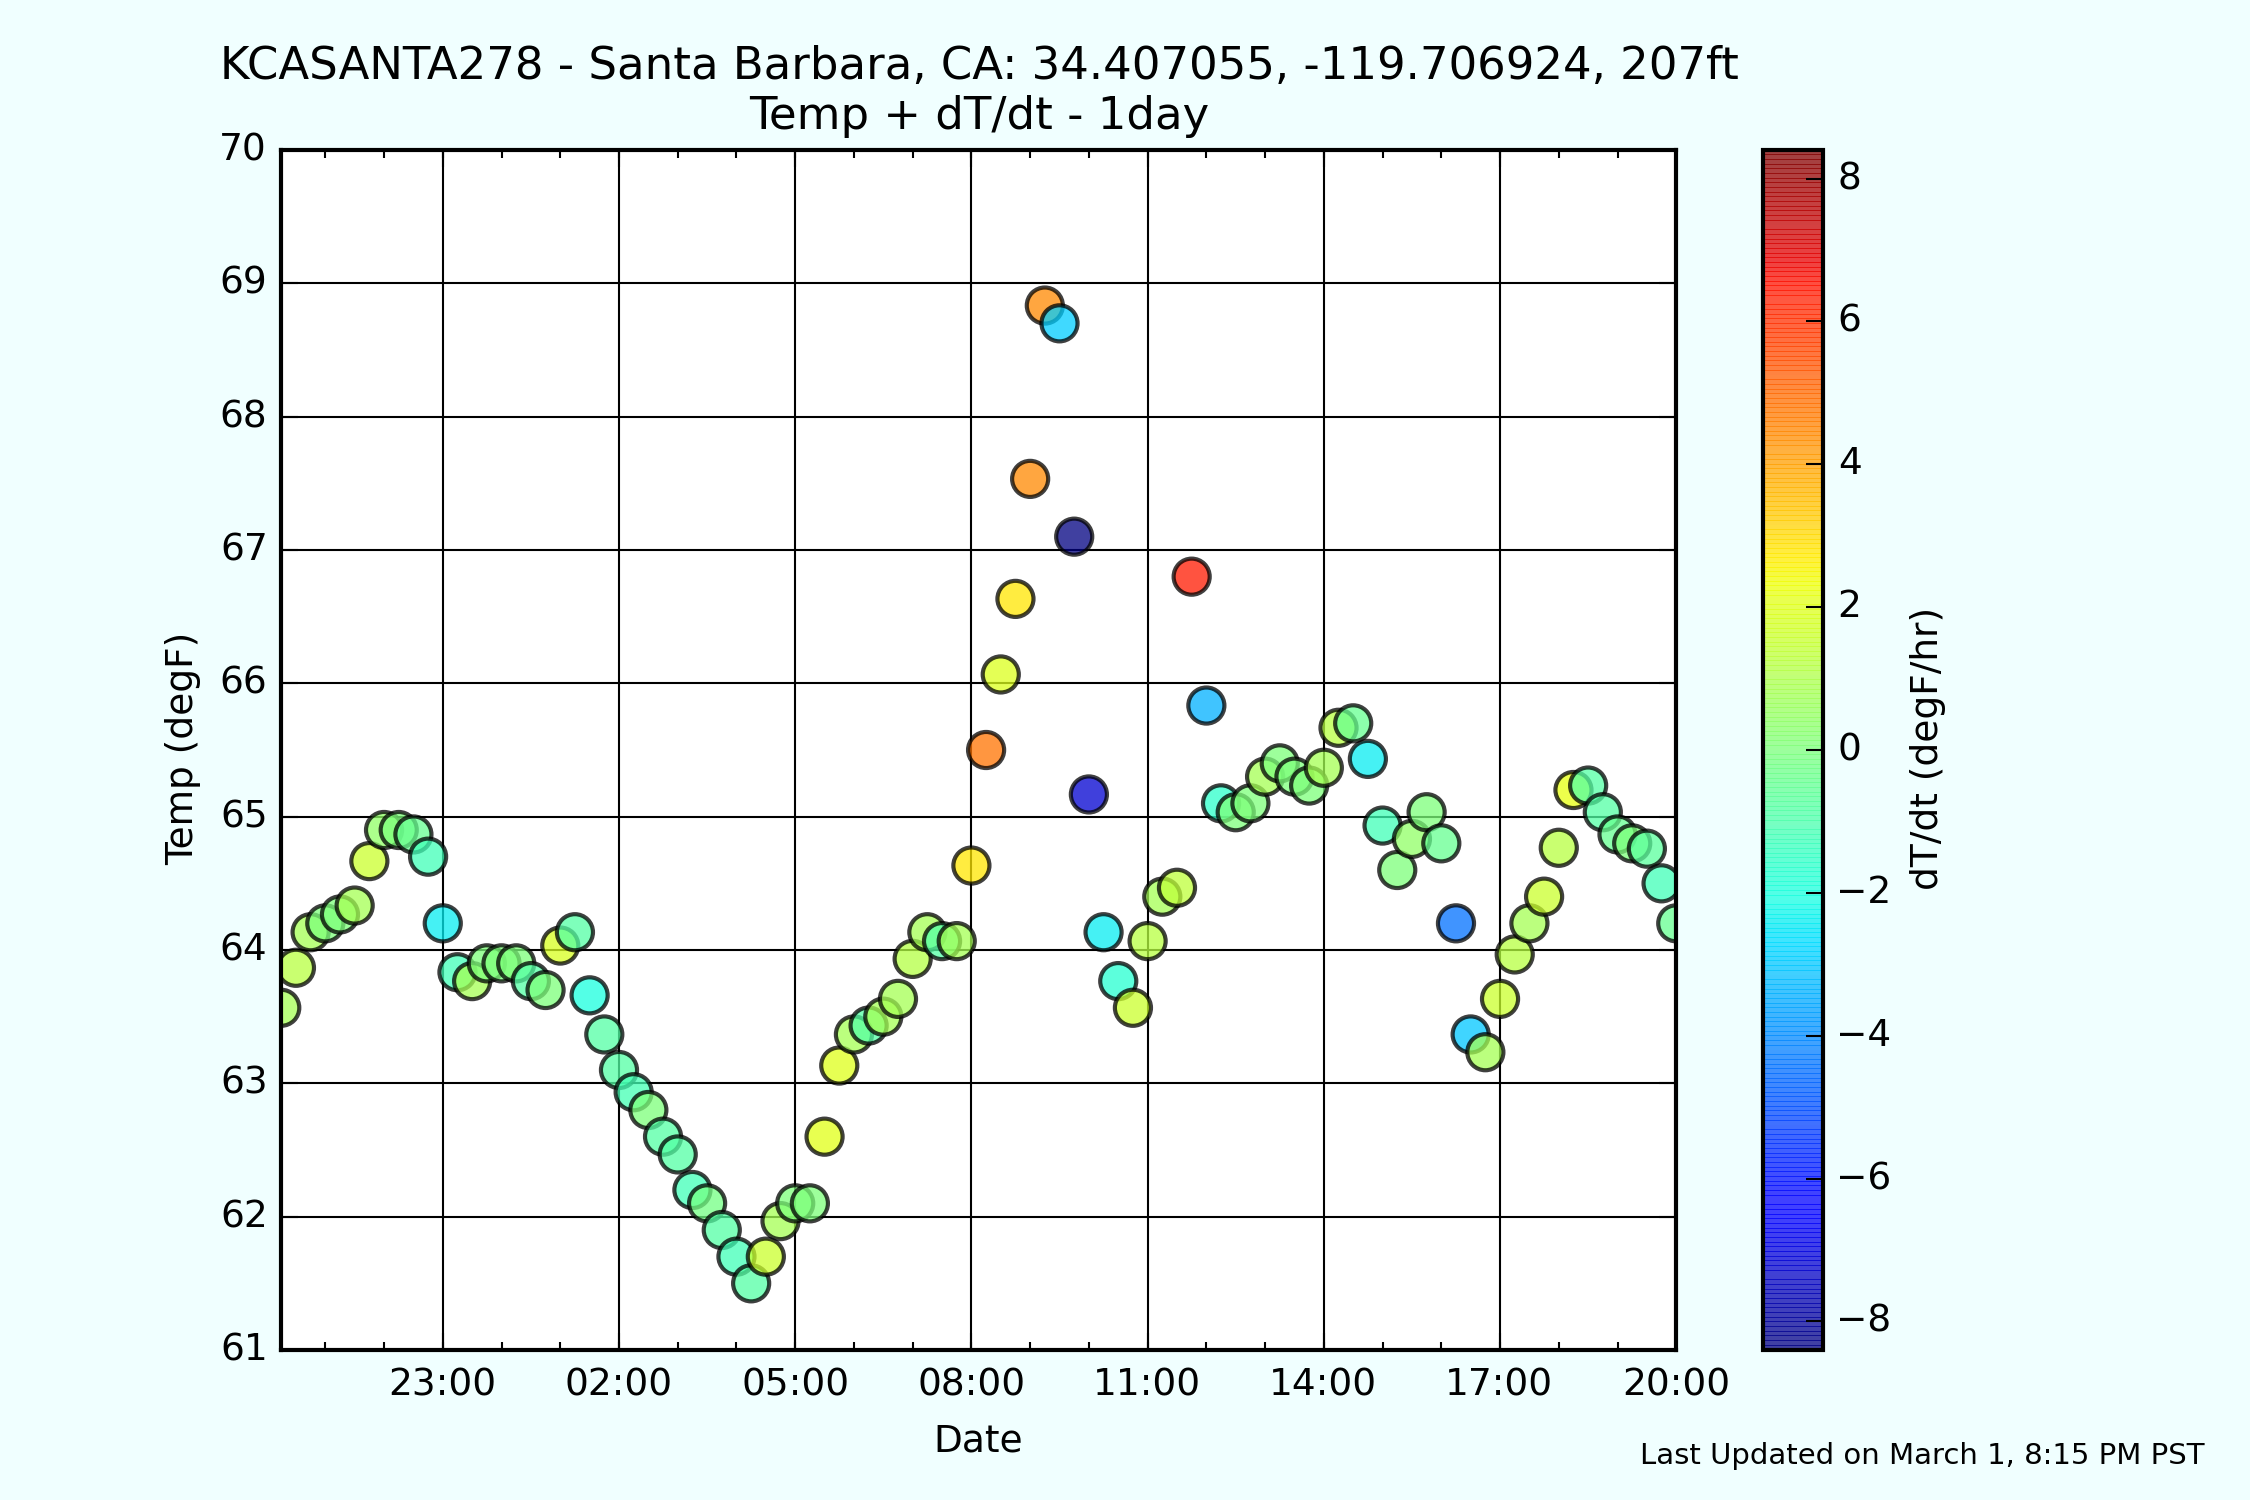 KCASANTA278 - Santa Barbara, CA: 34.407055, -119.706924, 207ft
Temp + dT/dt - 1day
70
69
68
67
66
65
64
63
62
61
Temp (degF)
23:00 02:00 05:00 08:00 11:00 14:00 17:00 20:00
Date
8
6
4
2
0
−2
−4
−6
−8
dT/dt (degF/hr)
Last Updated on March 1, 8:15 PM PST